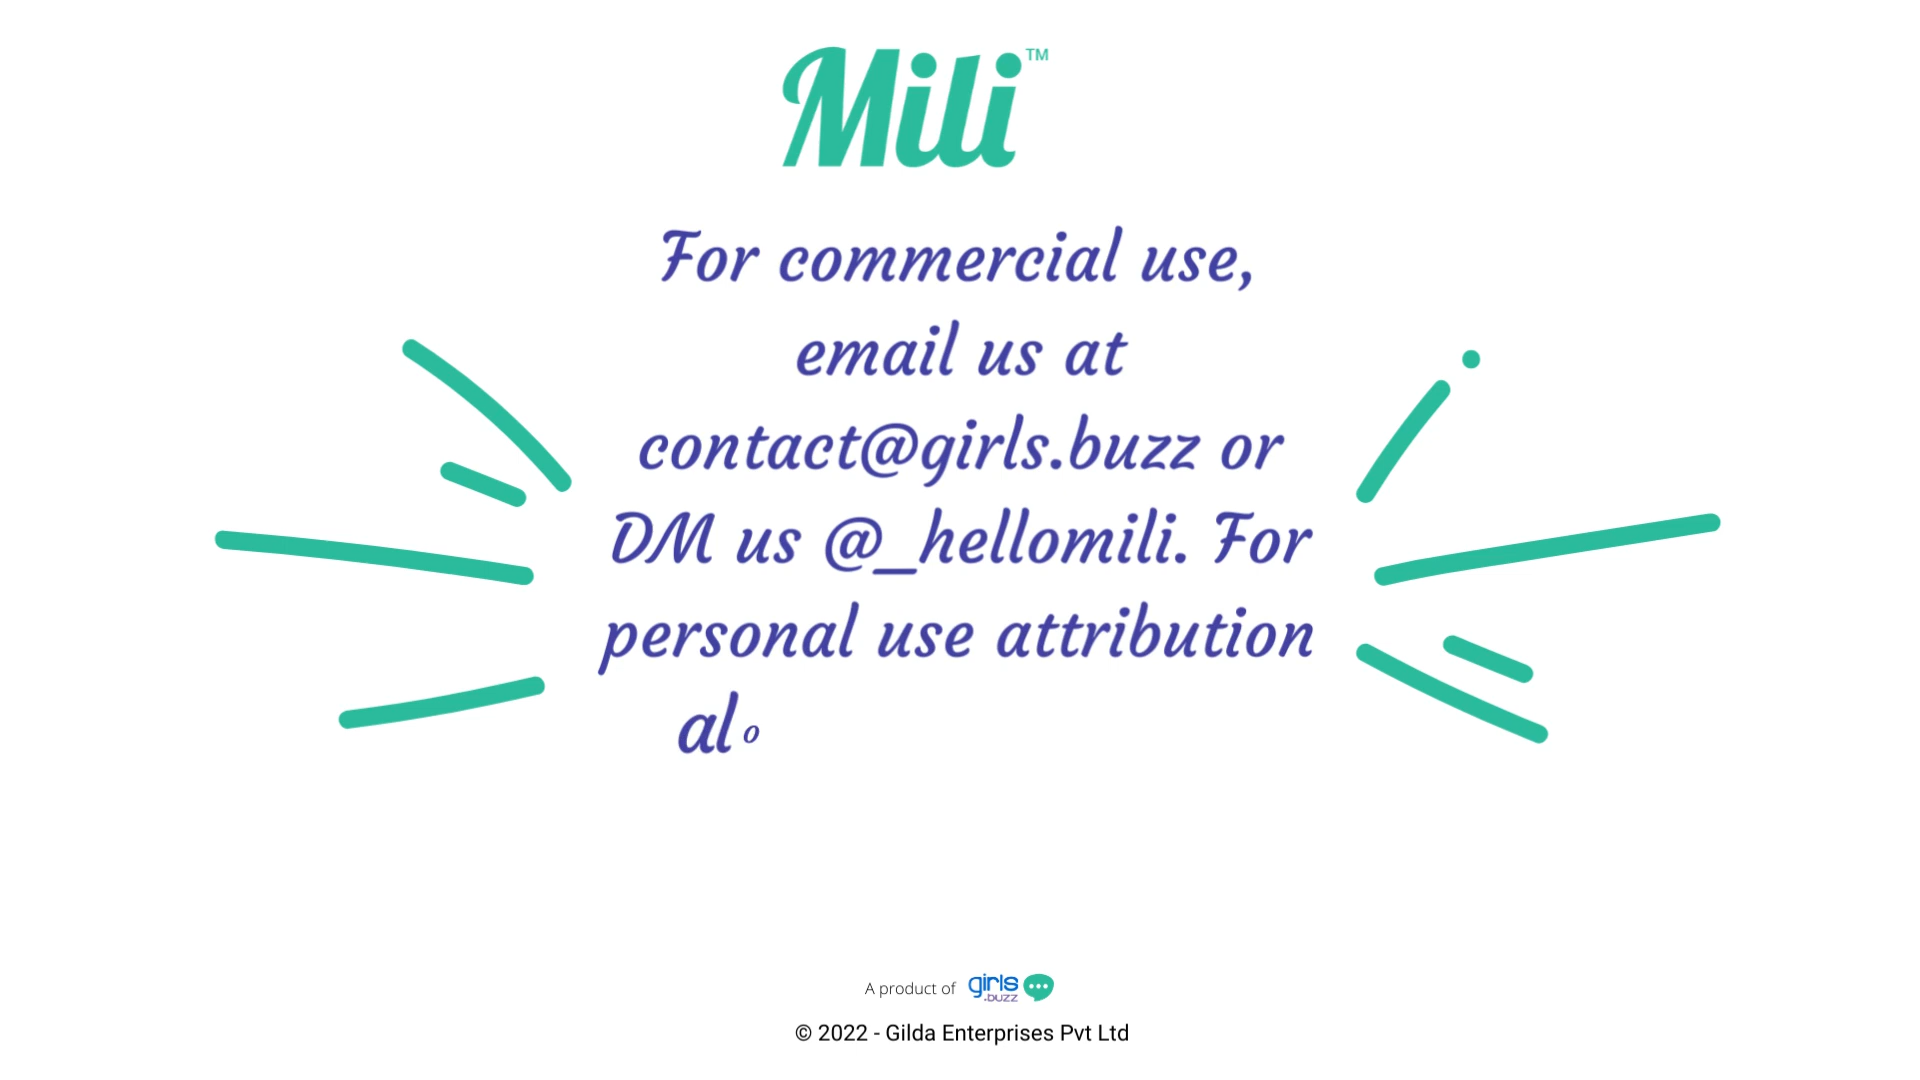 Mili™
For commercial use,
email us at
contact@girls.buzz or
DM us @_hellomili. For
personal use attribution
alo
A product of girls.buzz
© 2022 - Gilda Enterprises Pvt Ltd